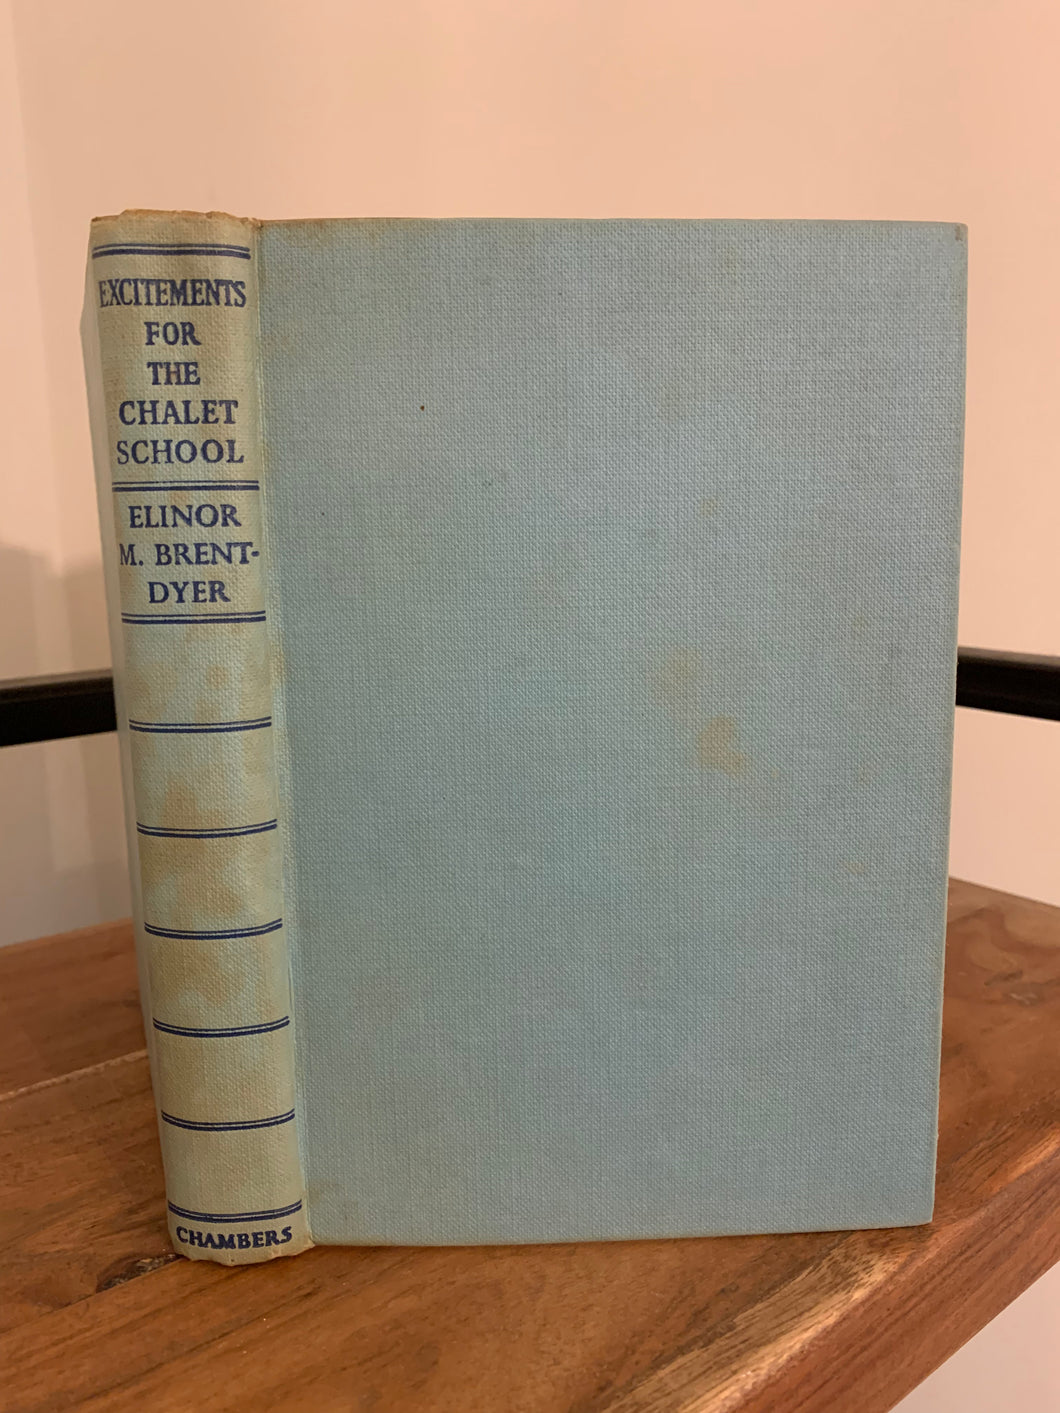 EXCITEMENTS
FOR
THE
CHALET
SCHOOL
ELINOR
M. BRENT-
DYER
CHAMBERS